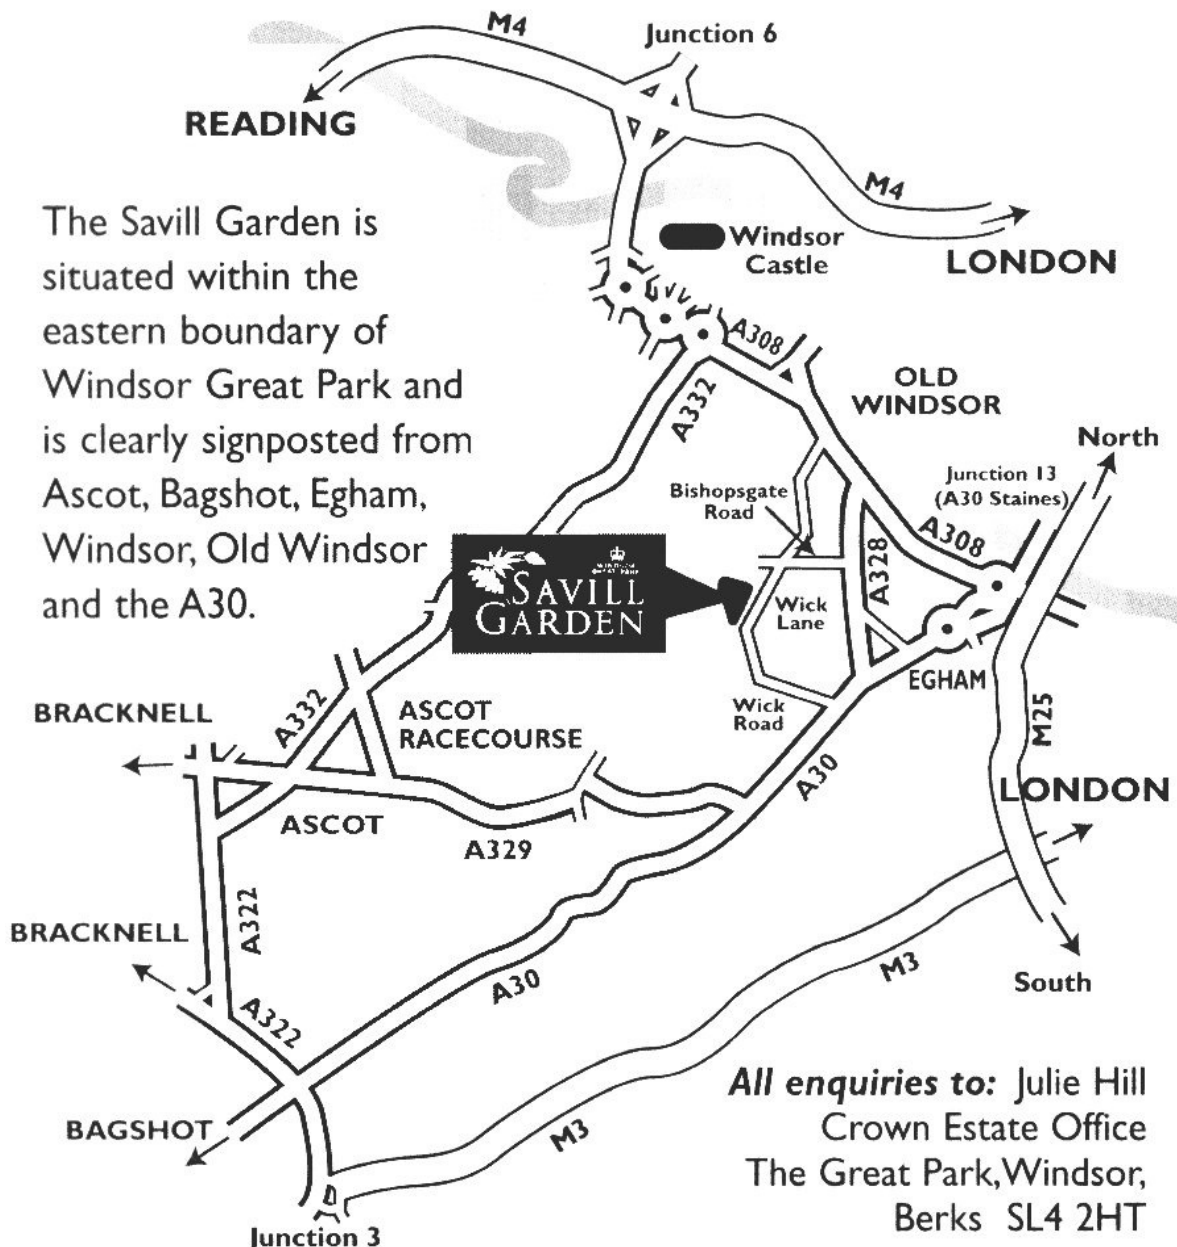 M4
Junction 6
READING
M4
LONDON
The Savill Garden is
situated within the
eastern boundary of
Windsor Great Park and
is clearly signposted from
Ascot, Bagshot, Egham,
Windsor, Old Windsor
and the A30.
Windsor
Castle
A308
A332
OLD
WINDSOR
North
Junction 13
(A30 Staines)
Bishopsgate
Road
A308
A328
WINDSOR
GREAT PARK
SAVILL
GARDEN
Wick
Lane
EGHAM
Wick
Road
M25
BRACKNELL
A332
ASCOT
RACECOURSE
A30
LONDON
ASCOT
A329
A322
BRACKNELL
A30
M3
South
A322
BAGSHOT
M3
Junction 3
All enquiries to: Julie Hill
Crown Estate Office
The Great Park, Windsor,
Berks SL4 2HT